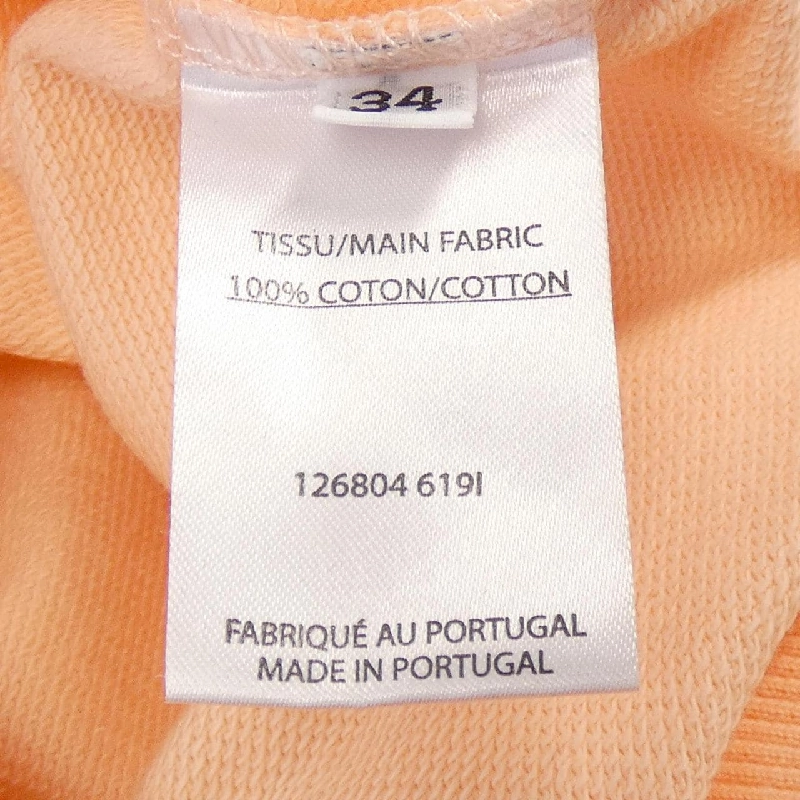 34
TISSU/MAIN FABRIC
100% COTON/COTTON
126804 619I
FABRIQUÉ AU PORTUGAL
MADE IN PORTUGAL